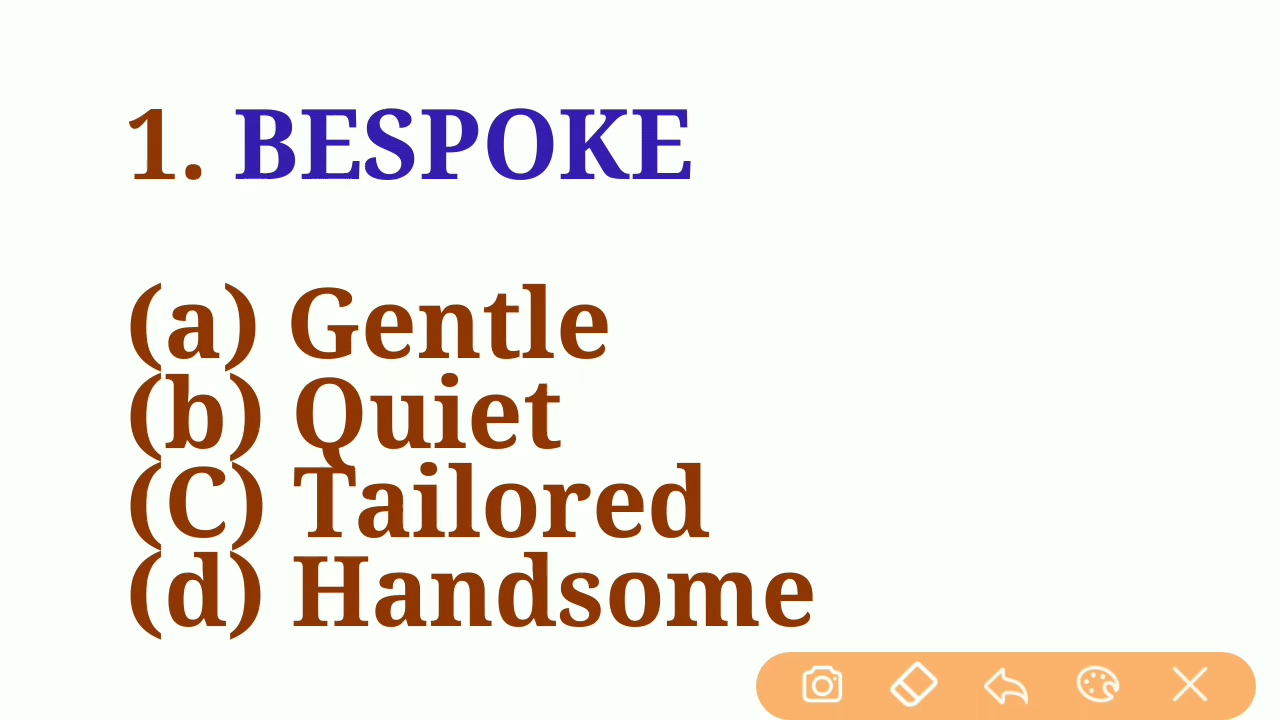 1. BESPOKE
(a) Gentle
(b) Quiet
(C) Tailored
(d) Handsome